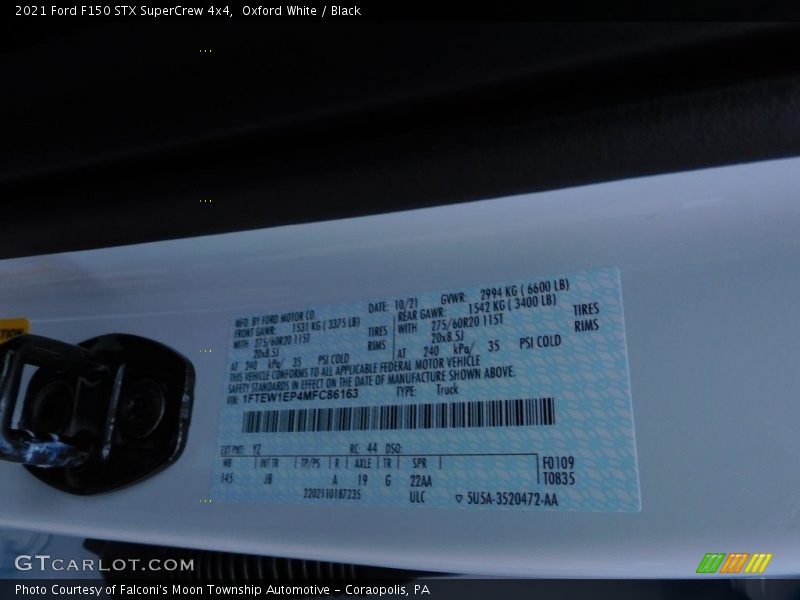 2021 Ford F150 STX SuperCrew 4x4, Oxford White / Black
MFD. BY FORD MOTOR CO. DATE: 10/21 GVWR: 2994 KG ( 6600 LB)
FRONT GAWR: 1531 KG ( 3375 LB) REAR GAWR: 1542 KG ( 3400 LB)
WITH 275/60R20 115T TIRES WITH 275/60R20 115T TIRES
20x8.5J RIMS 20x8.5J RIMS
AT 240 kPa/ 35 PSI COLD AT 240 kPa/ 35 PSI COLD
THIS VEHICLE CONFORMS TO ALL APPLICABLE FEDERAL MOTOR VEHICLE
SAFETY STANDARDS IN EFFECT ON THE DATE OF MANUFACTURE SHOWN ABOVE.
VIN: 1FTEW1EP4MFC86163 TYPE: Truck
EXT PNT: YZ RC: 44 DSO:
WB INT TR TP/PS R AXLE TR SPR F0109
145 JB A 19 G 22AA T0835
2202110187235 ULC ▽ 5U5A-3520472-AA
GTCARLOT.COM
Photo Courtesy of Falconi's Moon Township Automotive – Coraopolis, PA